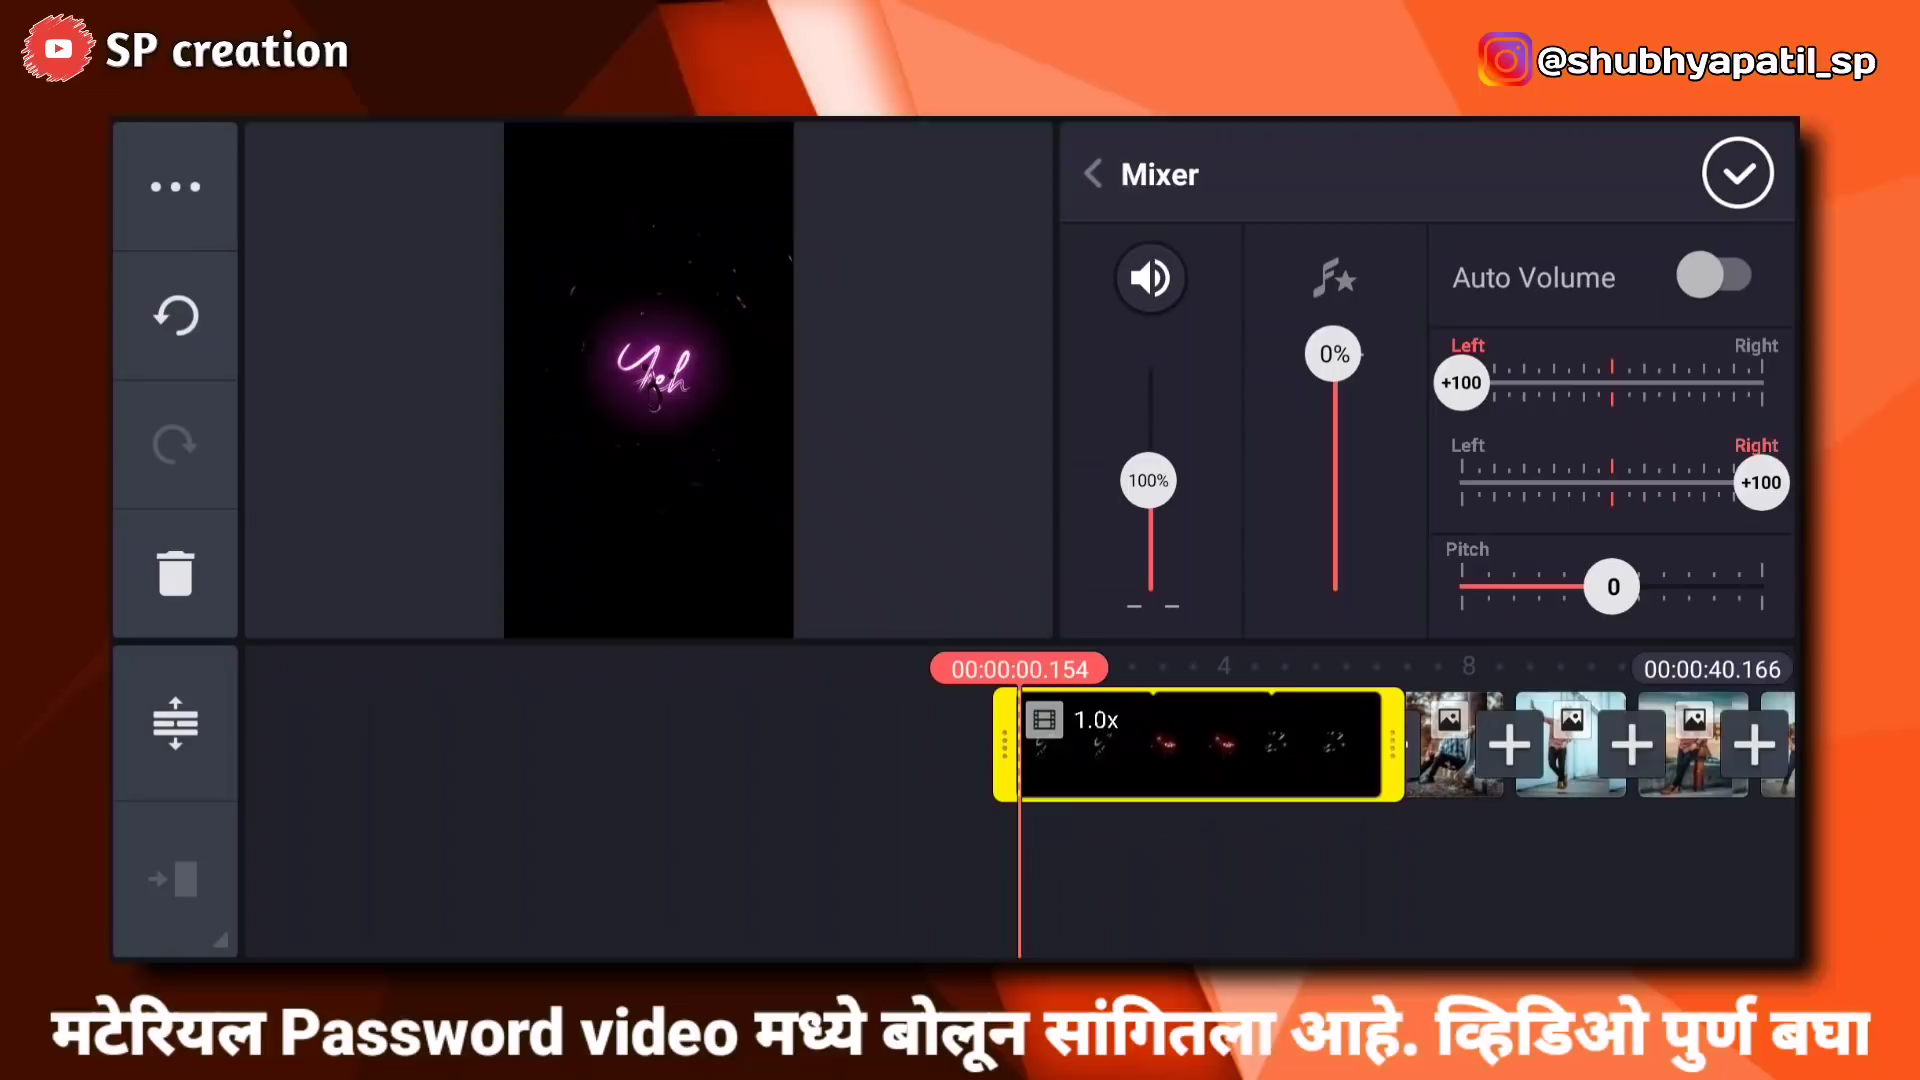 SP creation
@shubhyapatil_sp
Mixer
Auto Volume
0%
100%
Left Right
+100
Left Right
+100
Pitch
0
00:00:00.154
4
8
00:00:40.166
1.0x
मटेरियल Password video मध्ये बोलून सांगितला आहे. व्हिडिओ पुर्ण बघा